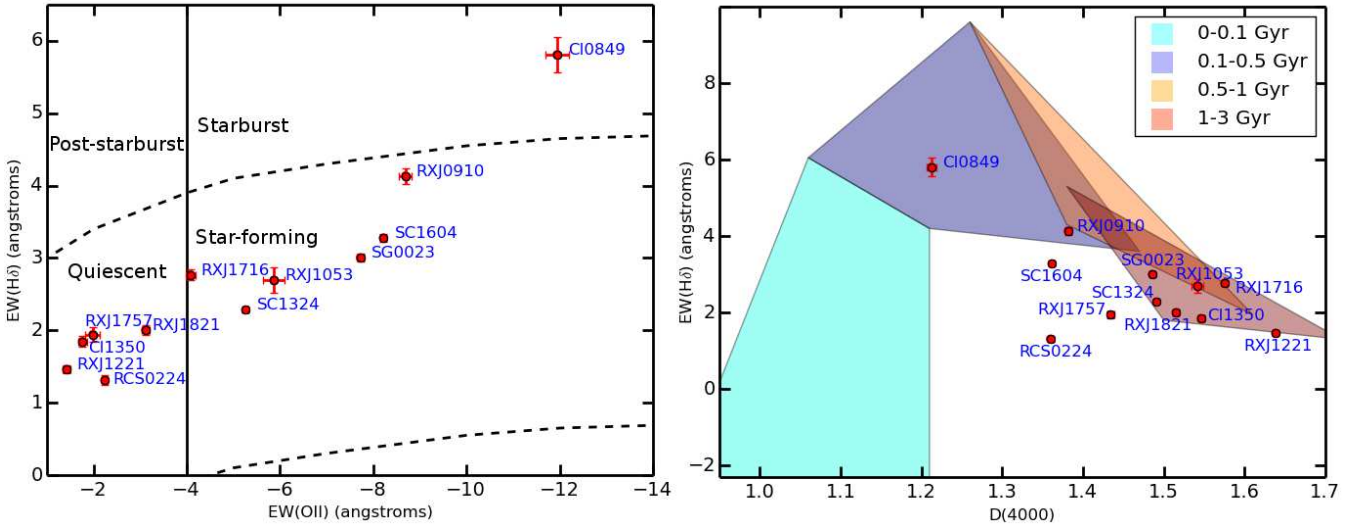 6
5
4
3
2
1
0
EW(Hδ) (angstroms)
−2
−4
−6
−8
−10
−12
−14
EW(OII) (angstroms)
Post-starburst
Starburst
Quiescent
Star-forming
Cl0849
RXJ0910
SC1604
SG0023
RXJ1716
RXJ1053
SC1324
RXJ1757
RXJ1821
Cl1350
RXJ1221
RCS0224
8
6
4
2
0
−2
EW(Hδ) (angstroms)
1.0
1.1
1.2
1.3
1.4
1.5
1.6
1.7
D(4000)
0-0.1 Gyr
0.1-0.5 Gyr
0.5-1 Gyr
1-3 Gyr
Cl0849
RXJ0910
SC1604
SG0023
RXJ1053
RXJ1716
SC1324
RXJ1757
RXJ1821
Cl1350
RCS0224
RXJ1221